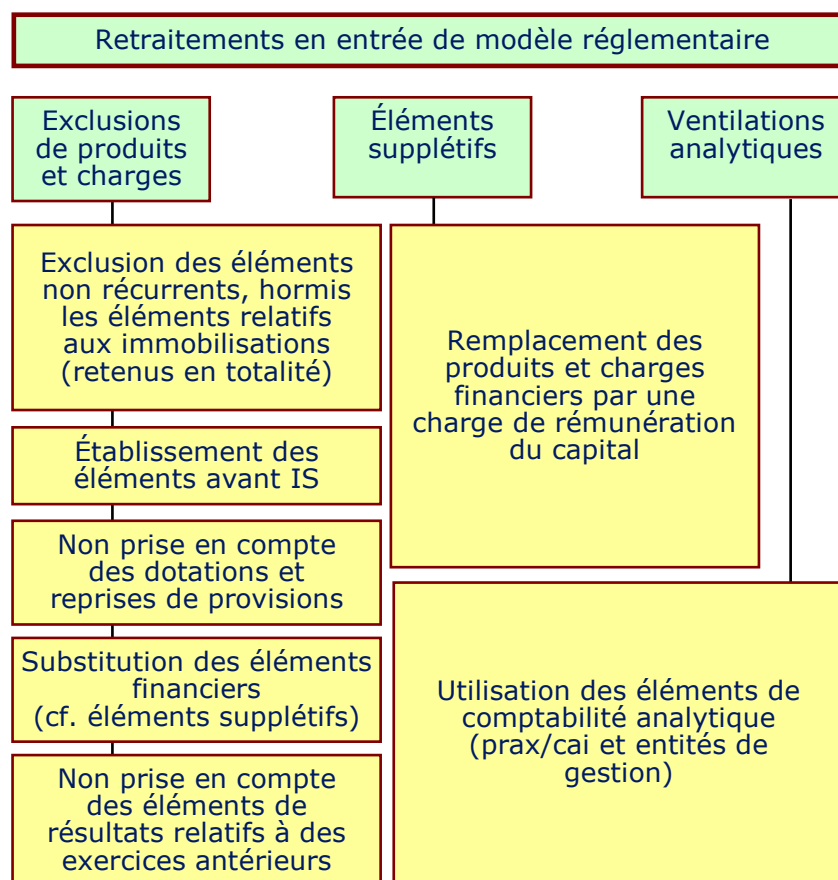 Retraitements en entrée de modèle réglementaire
Exclusions
de produits
et charges
Éléments
supplétifs
Ventilations
analytiques
Exclusion des éléments
non récurrents, hormis
les éléments relatifs
aux immobilisations
(retenus en totalité)
Établissement des
éléments avant IS
Non prise en compte
des dotations et
reprises de provisions
Substitution des éléments
financiers
(cf. éléments supplétifs)
Non prise en compte
des éléments de
résultats relatifs à des
exercices antérieurs
Remplacement des
produits et charges
financiers par une
charge de rémunération
du capital
Utilisation des éléments de
comptabilité analytique
(prax/cai et entités de
gestion)